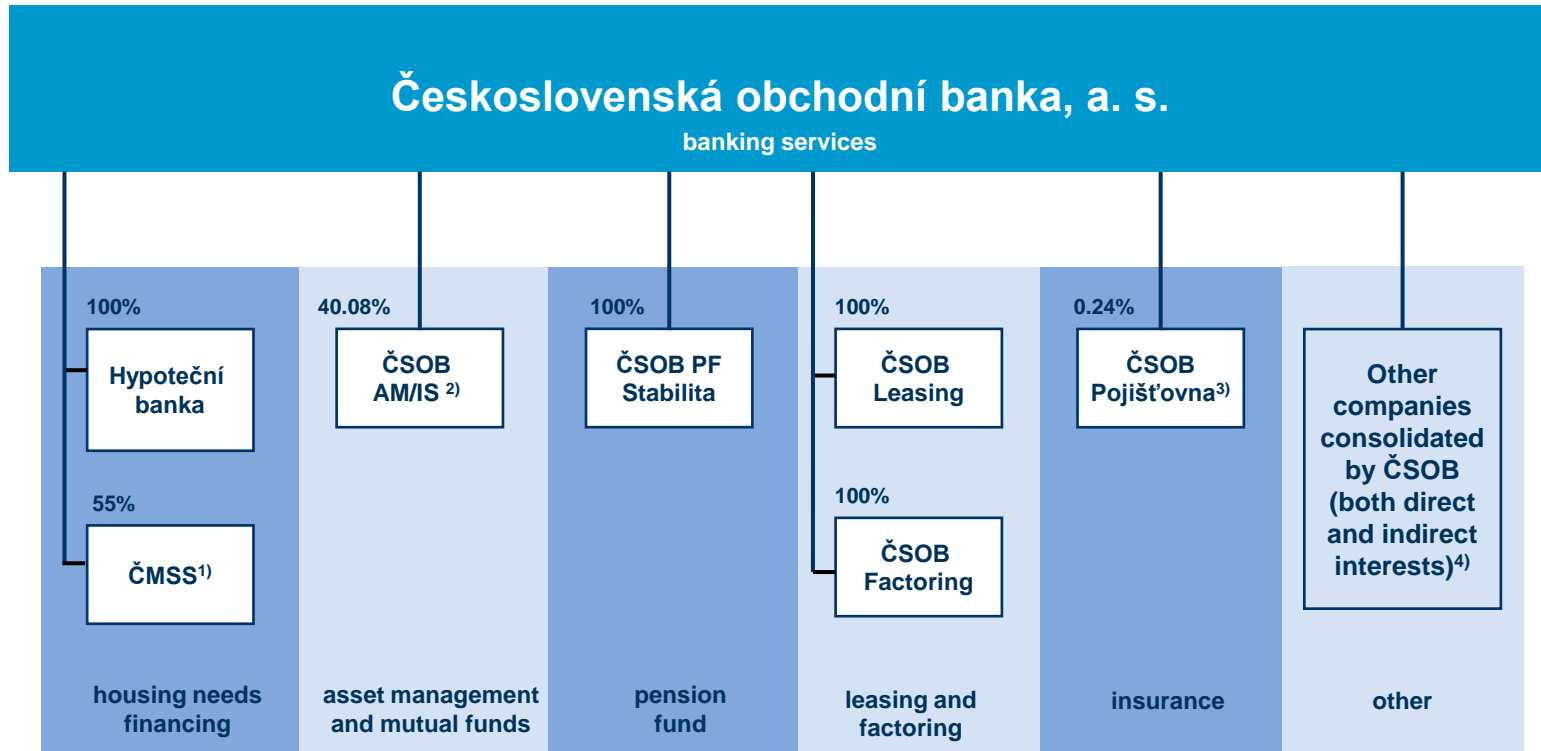 Československá obchodní banka, a. s.
banking services
100%
Hypoteční
banka
55%
ČMSS1)
housing needs
financing
40.08%
ČSOB
AM/IS 2)
asset management
and mutual funds
100%
ČSOB PF
Stabilita
pension
fund
100%
ČSOB
Leasing
100%
ČSOB
Factoring
leasing and
factoring
0.24%
ČSOB
Pojišťovna3)
insurance
Other
companies
consolidated
by ČSOB
(both direct
and indirect
interests)4)
other